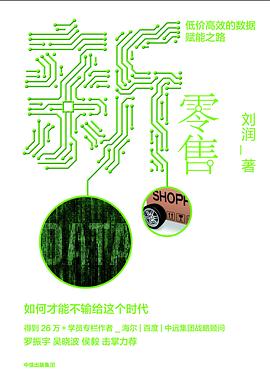 低价高效的数据
赋能之路
新
零售
刘润 著
DATA
SHOPP
如何才能不输给这个时代
得到 26 万 + 学员专栏作者 _ 海尔 | 百度 | 中远集团战略顾问
罗振宇 吴晓波 侯毅 击掌力荐
中信出版集团